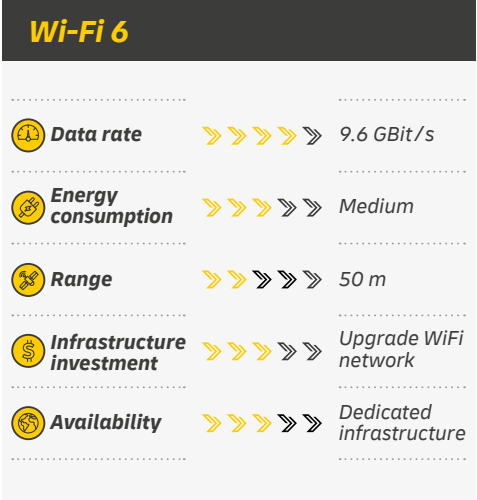 Wi-Fi 6
Data rate 9.6 GBit/s
Energy
consumption Medium
Range 50 m
Infrastructure
investment
Upgrade WiFi
network
Availability
Dedicated
infrastructure